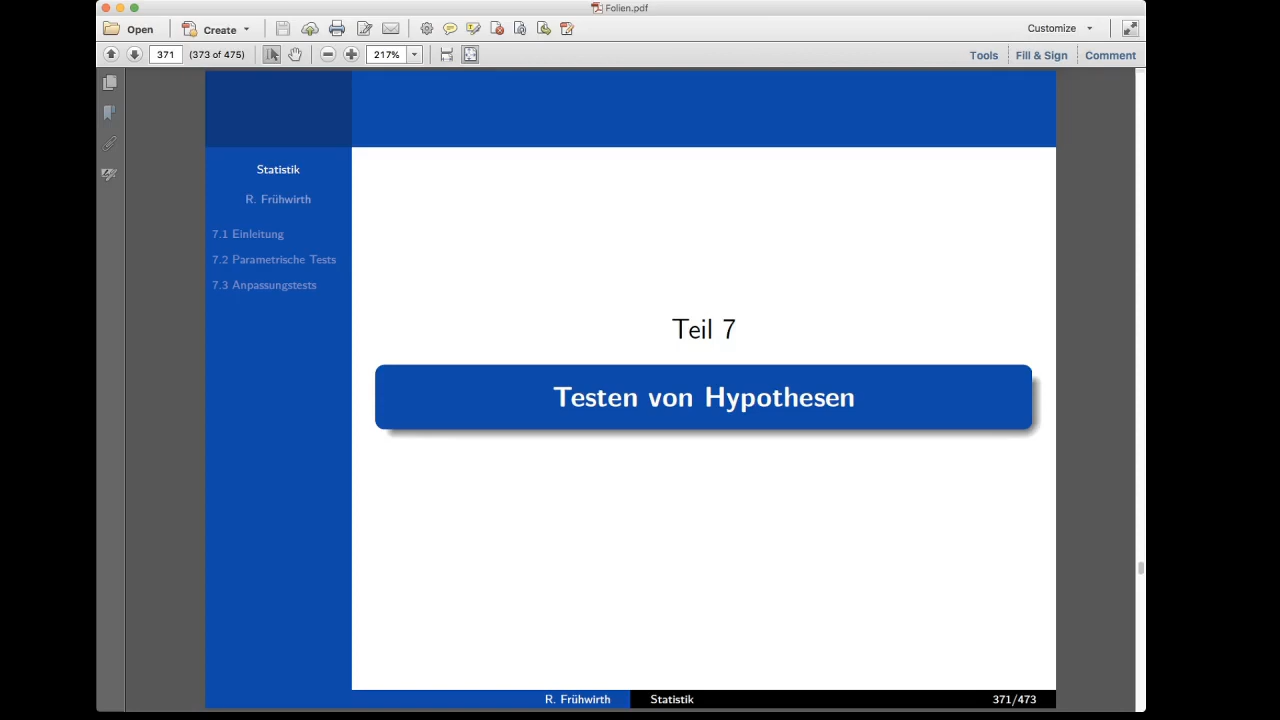 Folien.pdf
Open
Create
Customize
371
(373 of 475)
217%
Tools
Fill & Sign
Comment
Statistik
R. Frühwirth
7.1 Einleitung
7.2 Parametrische Tests
7.3 Anpassungstests
Teil 7
Testen von Hypothesen
R. Frühwirth
Statistik
371/473